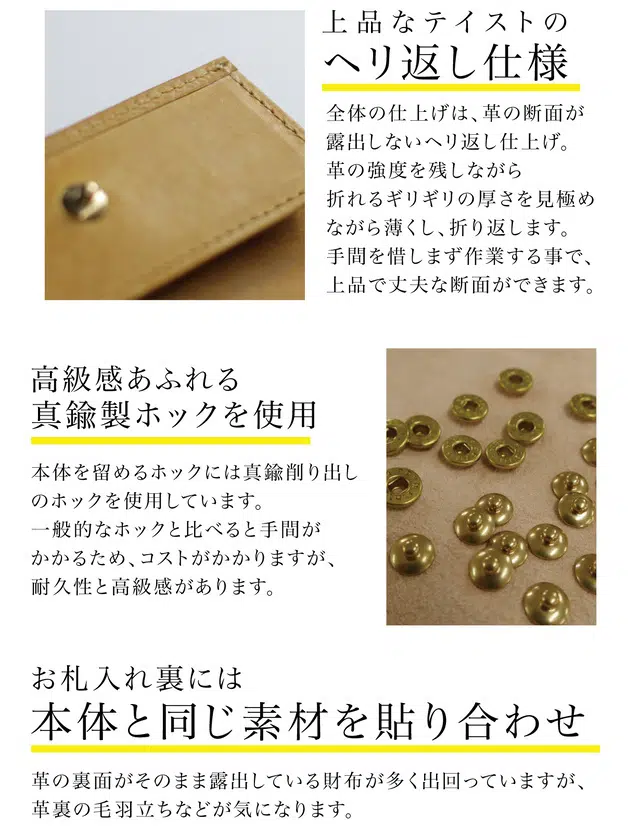 上品なテイストの
ヘリ返し仕様
全体の仕上げは、革の断面が
露出しないヘリ返し仕上げ。
革の強度を残しながら
折れるギリギリの厚さを見極め
ながら薄くし、折り返します。
手間を惜しまず作業する事で、
上品で丈夫な断面ができます。
高級感あふれる
真鍮製ホックを使用
本体を留めるホックには真鍮削り出し
のホックを使用しています。
一般的なホックと比べると手間が
かかるため、コストがかかりますが、
耐久性と高級感があります。
お札入れ裏には
本体と同じ素材を貼り合わせ
革の裏面がそのまま露出している財布が多く出回っていますが、
革裏の毛羽立ちなどが気になります。